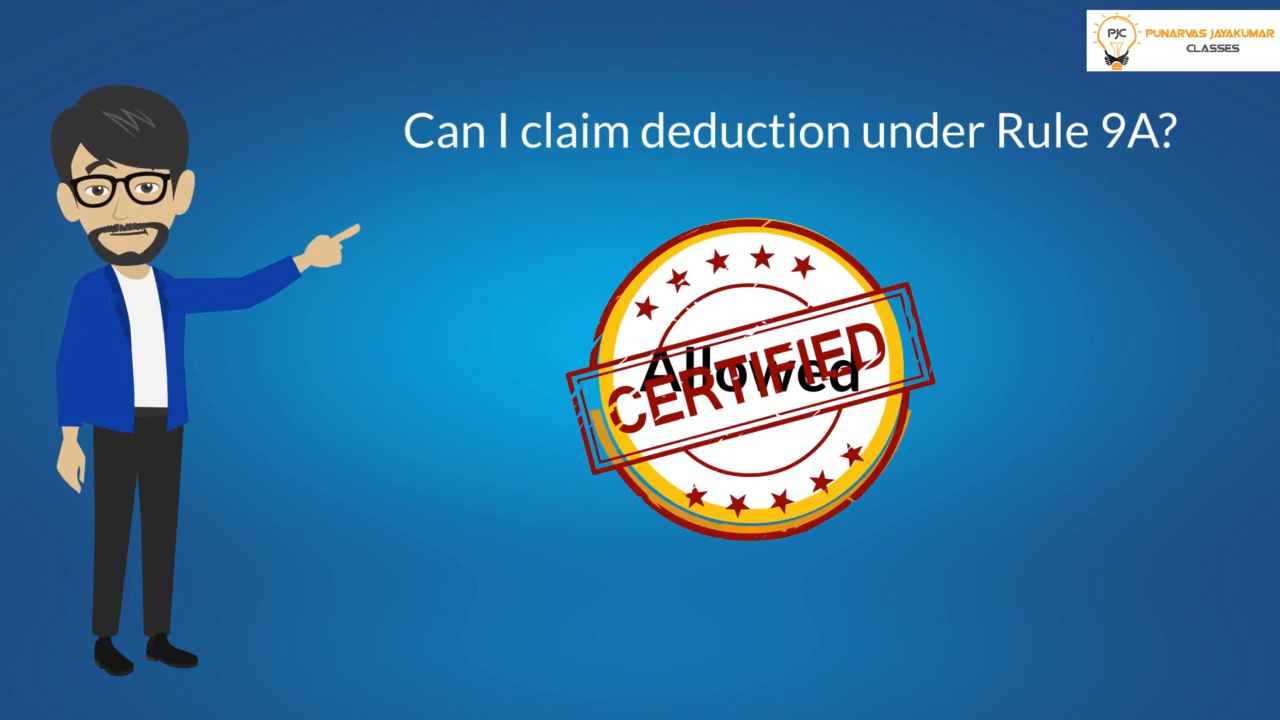 PJC
PUNARVAS JAYAKUMAR
CLASSES
Can I claim deduction under Rule 9A?
Allowed
CERTIFIED